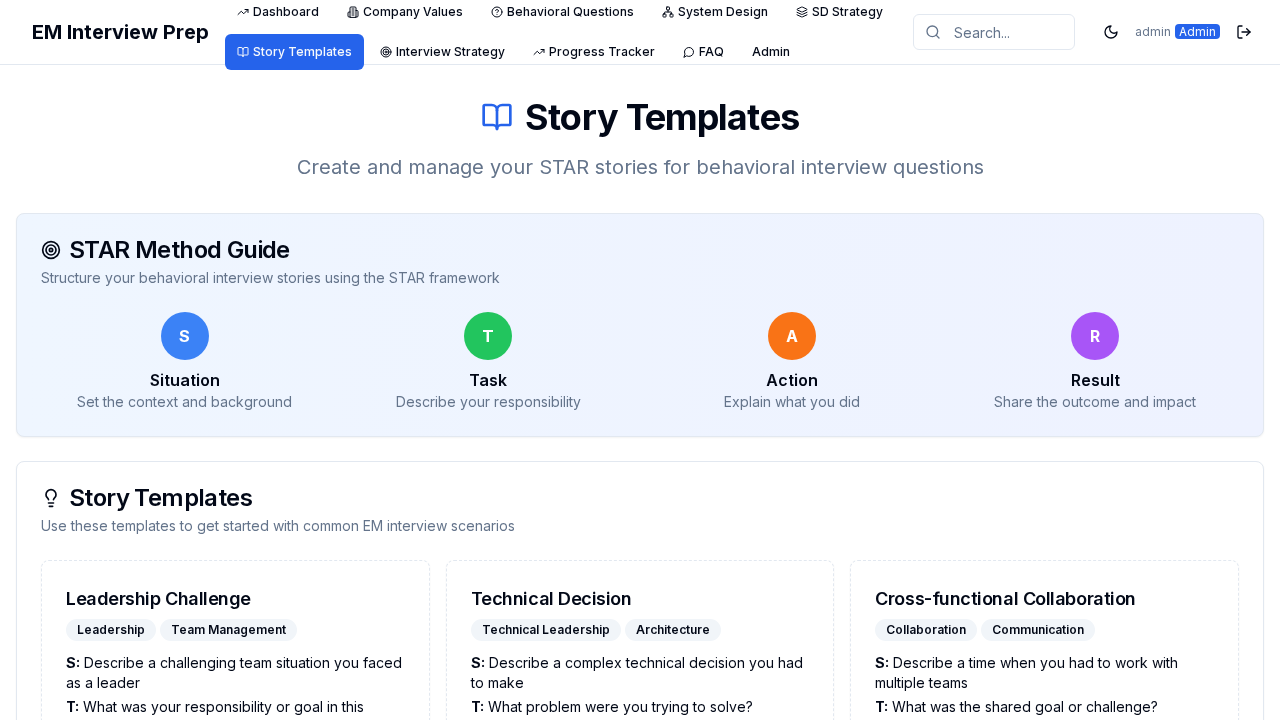 EM Interview Prep
Dashboard
Company Values
Behavioral Questions
System Design
SD Strategy
Story Templates
Interview Strategy
Progress Tracker
FAQ
Admin
Search...
admin Admin
Story Templates
Create and manage your STAR stories for behavioral interview questions
STAR Method Guide
Structure your behavioral interview stories using the STAR framework
S
Situation
Set the context and background
T
Task
Describe your responsibility
A
Action
Explain what you did
R
Result
Share the outcome and impact
Story Templates
Use these templates to get started with common EM interview scenarios
Leadership Challenge
Leadership
Team Management
S: Describe a challenging team situation you faced
as a leader
T: What was your responsibility or goal in this
Technical Decision
Technical Leadership
Architecture
S: Describe a complex technical decision you had
to make
T: What problem were you trying to solve?
Cross-functional Collaboration
Collaboration
Communication
S: Describe a time when you had to work with
multiple teams
T: What was the shared goal or challenge?